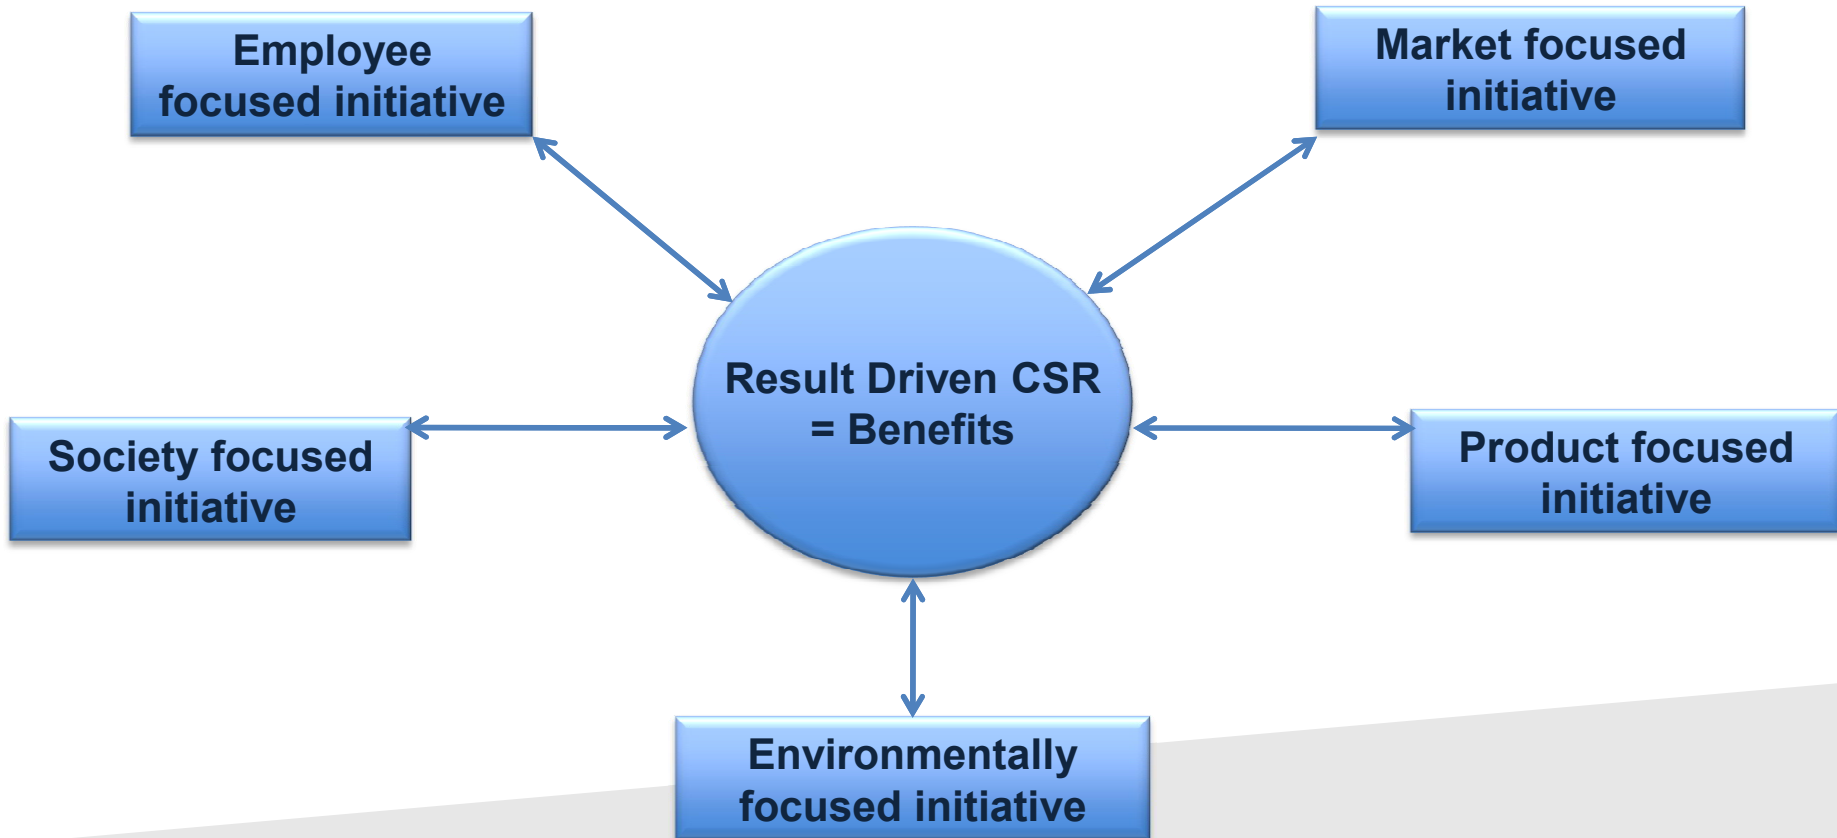 Employee
focused initiative
Market focused
initiative
Result Driven CSR
= Benefits
Society focused
initiative
Product focused
initiative
Environmentally
focused initiative